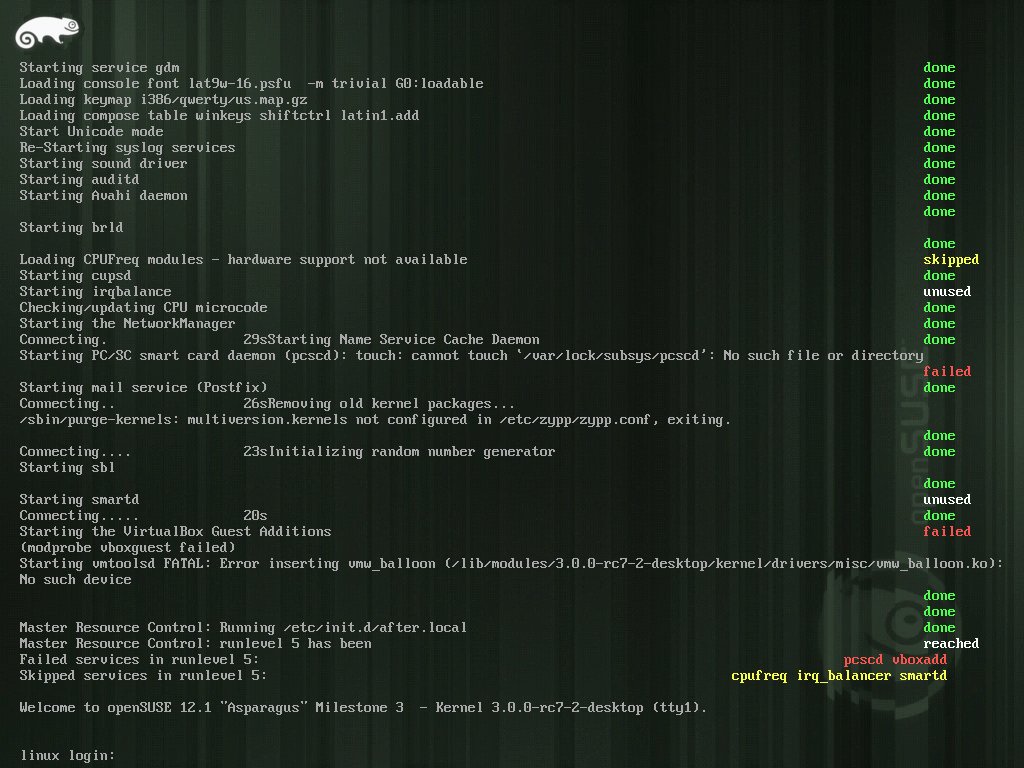 Starting service gdm done
Loading console font lat9w-16.psfu -m trivial G0:loadable done
Loading keymap i386/qwerty/us.map.gz done
Loading compose table winkeys shiftctrl latin1.add done
Start Unicode mode done
Re-Starting syslog services done
Starting sound driver done
Starting auditd done
Starting Avahi daemon done
done
Starting brld
done
Loading CPUFreq modules - hardware support not available skipped
Starting cupsd done
Starting irqbalance unused
Checking/updating CPU microcode done
Starting the NetworkManager done
Connecting. 29sStarting Name Service Cache Daemon done
Starting PC/SC smart card daemon (pcscd): touch: cannot touch `/var/lock/subsys/pcscd': No such file or directory
failed
Starting mail service (Postfix) done
Connecting.. 26sRemoving old kernel packages...
/sbin/purge-kernels: multiversion.kernels not configured in /etc/zypp/zypp.conf, exiting.
done
Connecting.... 23sInitializing random number generator done
Starting sbl
done
Starting smartd unused
Connecting..... 20s done
Starting the VirtualBox Guest Additions failed
(modprobe vboxguest failed)
Starting vmtoolsd FATAL: Error inserting vmw_balloon (/lib/modules/3.0.0-rc7-2-desktop/kernel/drivers/misc/vmw_balloon.ko):
No such device
done
done
Master Resource Control: Running /etc/init.d/after.local done
Master Resource Control: runlevel 5 has been reached
Failed services in runlevel 5: pcscd vboxadd
Skipped services in runlevel 5: cpufreq irq_balancer smartd
Welcome to openSUSE 12.1 "Asparagus" Milestone 3 - Kernel 3.0.0-rc7-2-desktop (tty1).
linux login:
openSUSE